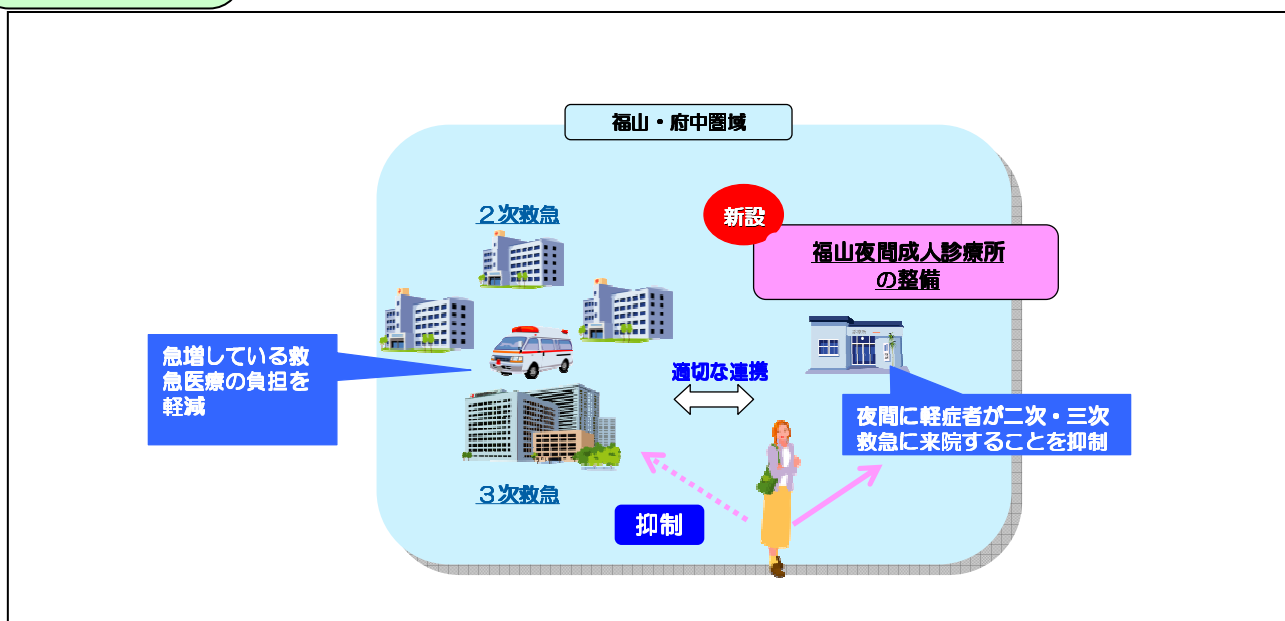 福山・府中圏域
２次救急
新設
福山夜間成人診療所
の整備
急増している救
急医療の負担を
軽減
適切な連携
夜間に軽症者が二次・三次
救急に来院することを抑制
３次救急
抑制